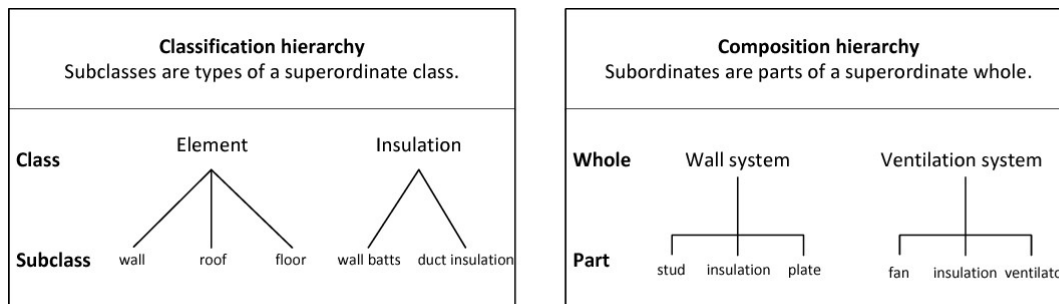 Classification hierarchy
Subclasses are types of a superordinate class.
Class
Element
Insulation
Subclass
wall
roof
floor
wall batts
duct insulation
Composition hierarchy
Subordinates are parts of a superordinate whole.
Whole
Wall system
Ventilation system
Part
stud
insulation
plate
fan
insulation
ventilato